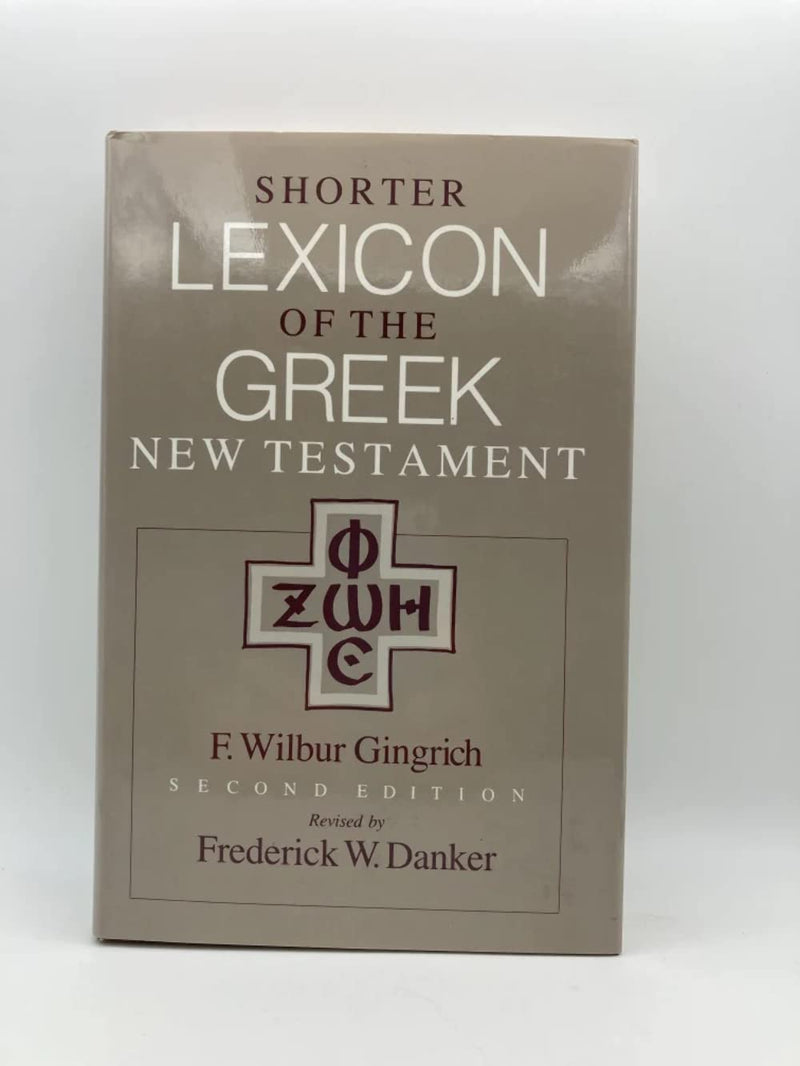 SHORTER
LEXICON
OF THE
GREEK
NEW TESTAMENT
Φ
ΖωΗ
Є
F. Wilbur Gingrich
SECOND EDITION
Revised by
Frederick W. Danker